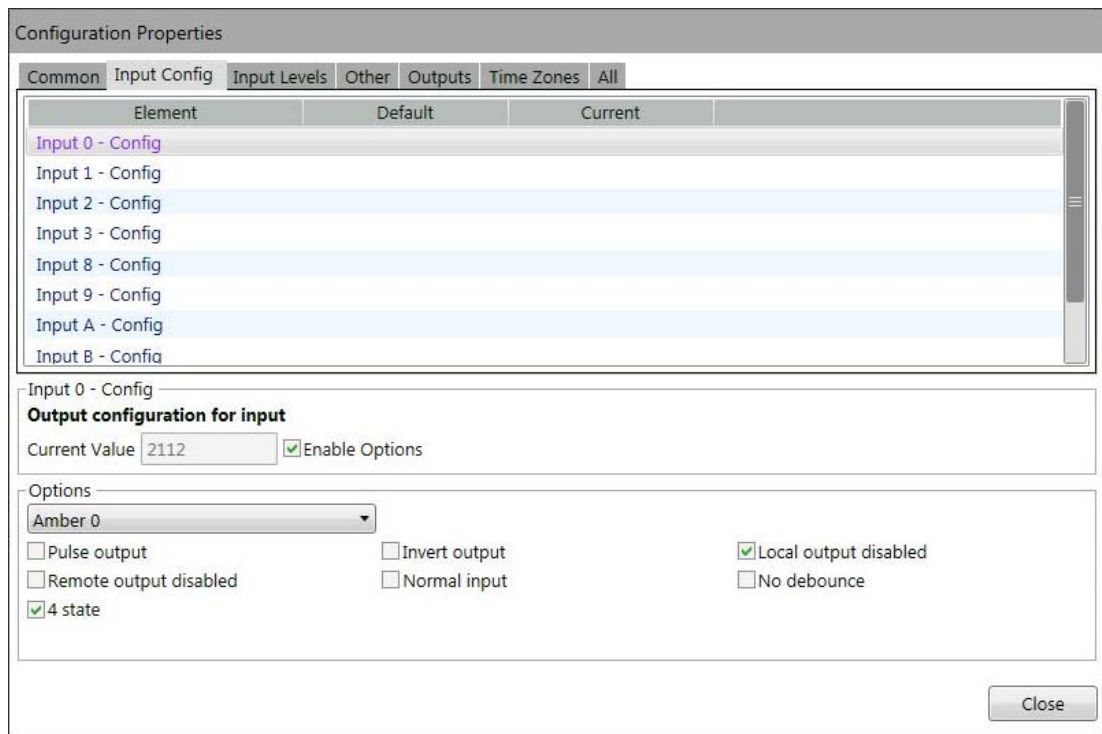 Configuration Properties
Common Input Config Input Levels Other Outputs Time Zones All
Element Default Current
Input 0 - Config
Input 1 - Config
Input 2 - Config
Input 3 - Config
Input 8 - Config
Input 9 - Config
Input A - Config
Input B - Config
Input 0 - Config
Output configuration for input
Current Value 2112 Enable Options
Options
Amber 0
Pulse output Invert output Local output disabled
Remote output disabled Normal input No debounce
4 state
Close